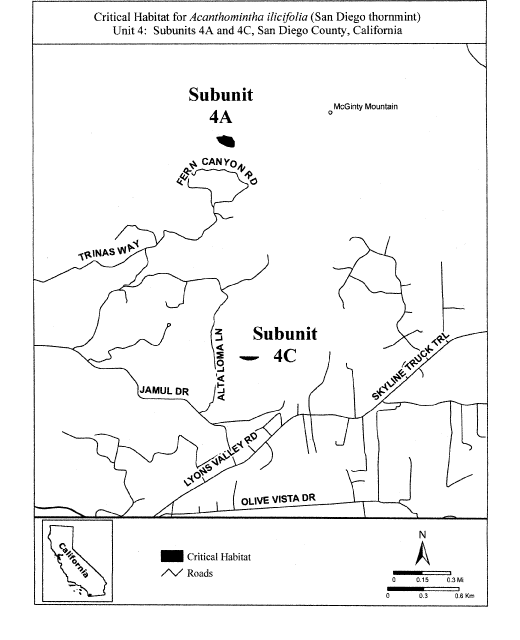 Critical Habitat for Acanthomintha ilicifolia (San Diego thornmint)
Unit 4: Subunits 4A and 4C, San Diego County, California
Subunit
4A
McGinty Mountain
FERN CANYON RD
TRINAS WAY
Subunit
4C
ALTA LOMA LN
SKYLINE TRUCK TRL
JAMUL DR
LYONS VALLEY RD
OLIVE VISTA DR
California
Critical Habitat
Roads
N
0 0.15 0.3 Mi
0 0.3 0.6 Km